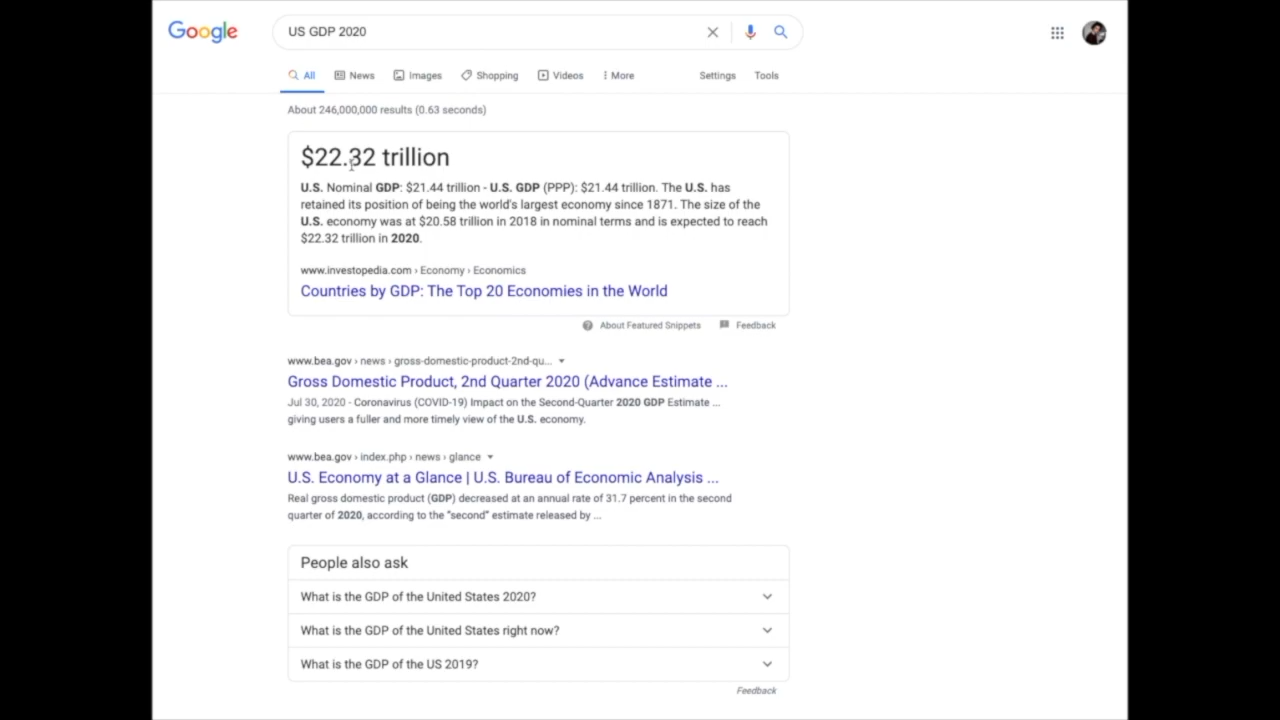 Google
US GDP 2020
All News Images Shopping Videos More Settings Tools
About 246,000,000 results (0.63 seconds)
$22.32 trillion
U.S. Nominal GDP: $21.44 trillion - U.S. GDP (PPP): $21.44 trillion. The U.S. has
retained its position of being the world's largest economy since 1871. The size of the
U.S. economy was at $20.58 trillion in 2018 in nominal terms and is expected to reach
$22.32 trillion in 2020.
www.investopedia.com › Economy › Economics
Countries by GDP: The Top 20 Economies in the World
About Featured Snippets Feedback
www.bea.gov › news › gross-domestic-product-2nd-qu...
Gross Domestic Product, 2nd Quarter 2020 (Advance Estimate ...
Jul 30, 2020 - Coronavirus (COVID-19) Impact on the Second-Quarter 2020 GDP Estimate ...
giving users a fuller and more timely view of the U.S. economy.
www.bea.gov › index.php › news › glance
U.S. Economy at a Glance | U.S. Bureau of Economic Analysis ...
Real gross domestic product (GDP) decreased at an annual rate of 31.7 percent in the second
quarter of 2020, according to the "second" estimate released by ...
People also ask
What is the GDP of the United States 2020?
What is the GDP of the United States right now?
What is the GDP of the US 2019?
Feedback